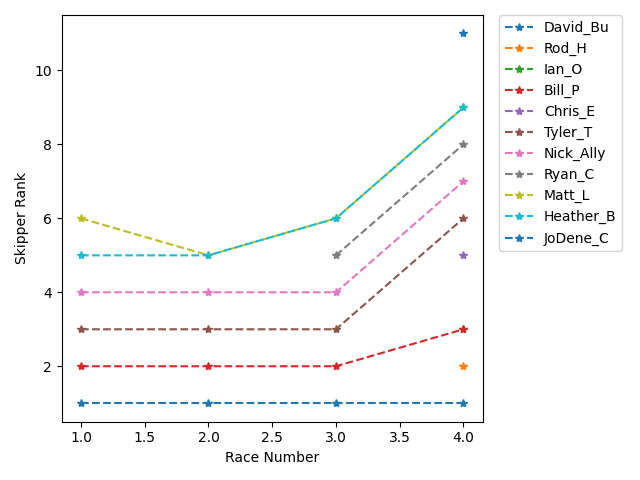 David_Bu
Rod_H
Ian_O
Bill_P
Chris_E
Tyler_T
Nick_Ally
Ryan_C
Matt_L
Heather_B
JoDene_C
Skipper Rank
10
8
6
4
2
1.0 1.5 2.0 2.5 3.0 3.5 4.0
Race Number